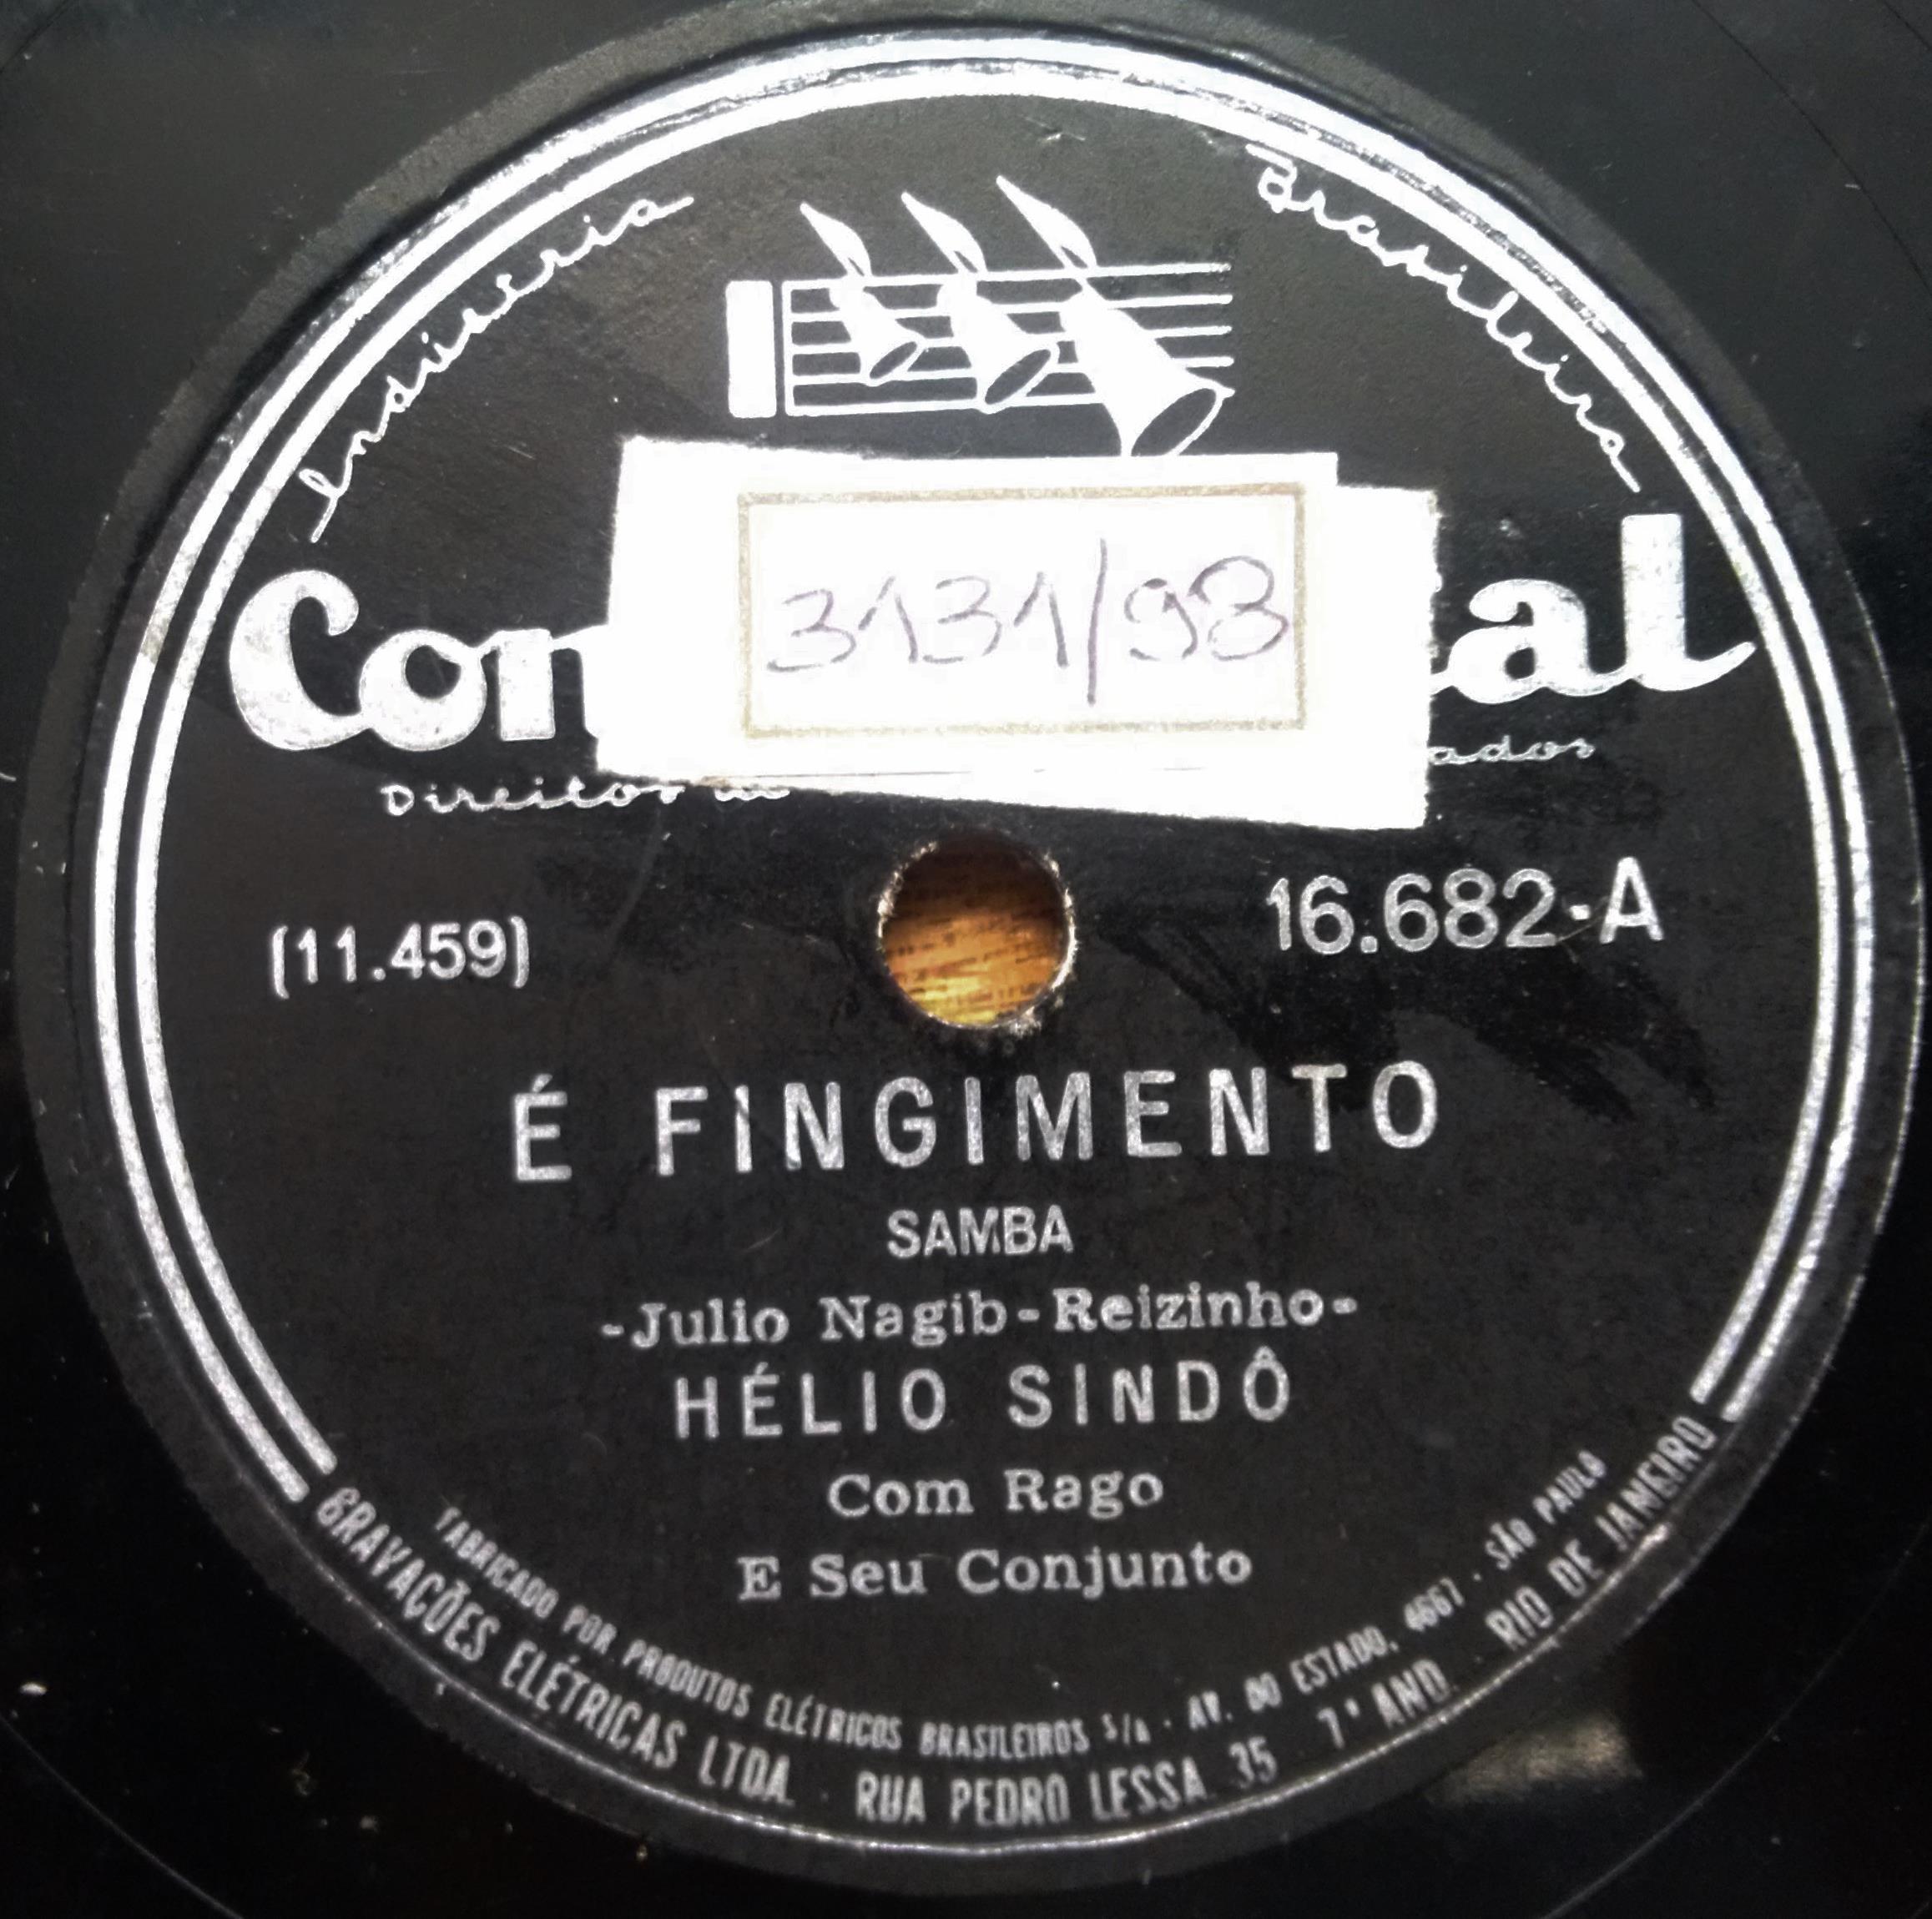 Indústria Brasileira
Con al
3131/98
Direitos ados
(11.459)
16.682-A
É FINGIMENTO
SAMBA
-Julio Nagib-Reizinho-
HÉLIO SINDÔ
Com Rago
E Seu Conjunto
FABRICADO POR PRODUTOS ELÉTRICOS BRASILEIROS S/A · AV. DO ESTADO, 4667 · SÃO PAULO
GRAVAÇÕES ELÉTRICAS LTDA. · RUA PEDRO LESSA 35 7º AND. · RIO DE JANEIRO